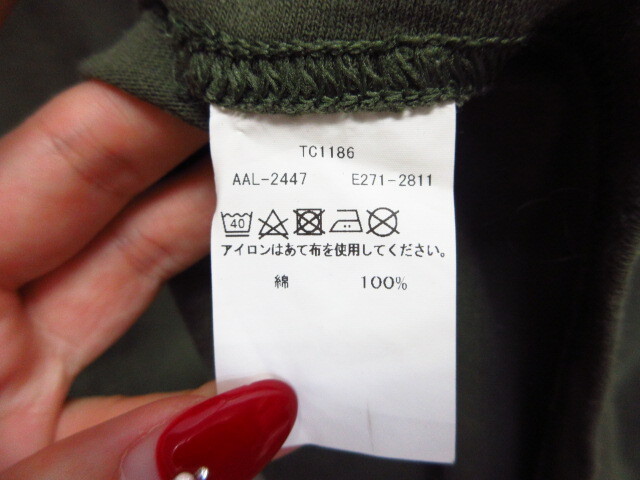 TC1186
AAL-2447 E271-2811
40
アイロンはあて布を使用してください。
綿 100%